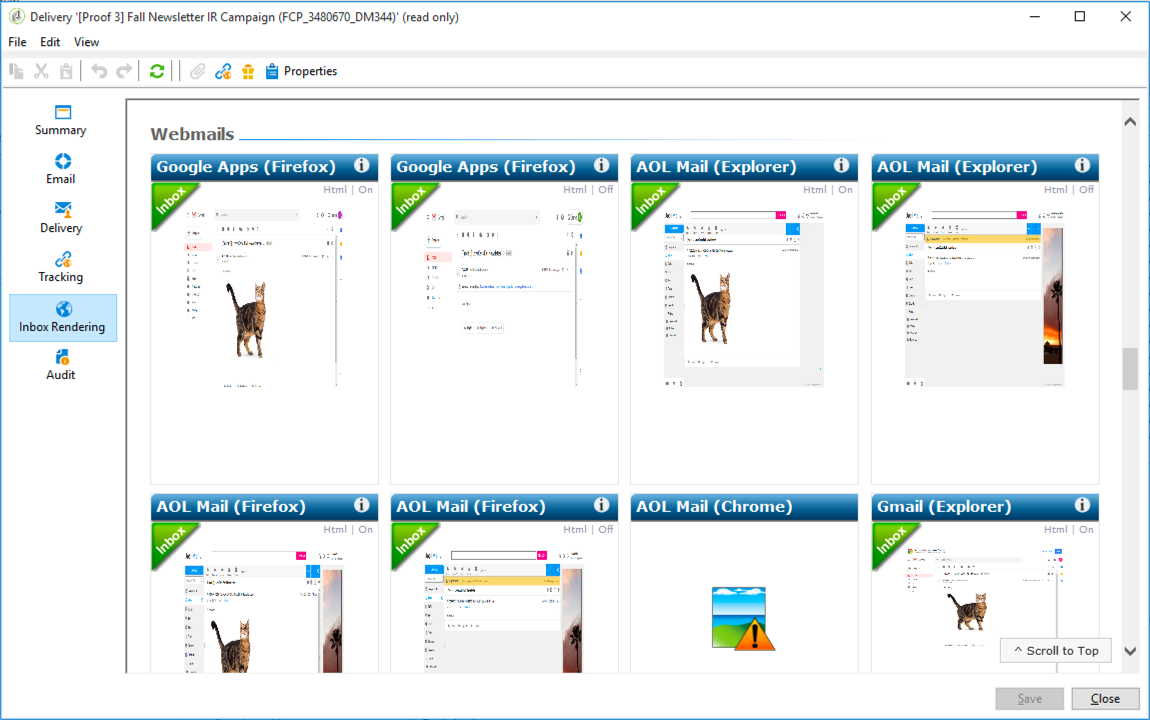 Delivery '[Proof 3] Fall Newsletter IR Campaign (FCP_3480670_DM344)' (read only)
File Edit View
Properties
Summary
Email
Delivery
Tracking
Inbox Rendering
Audit
Webmails
Google Apps (Firefox)
Inbox
Html | On
Google Apps (Firefox)
Inbox
Html | Off
AOL Mail (Explorer)
Inbox
Html | On
AOL Mail (Explorer)
Inbox
Html | Off
AOL Mail (Firefox)
Inbox
Html | On
AOL Mail (Firefox)
Inbox
Html | Off
AOL Mail (Chrome)
Gmail (Explorer)
Inbox
Html | On
^ Scroll to Top
Save
Close